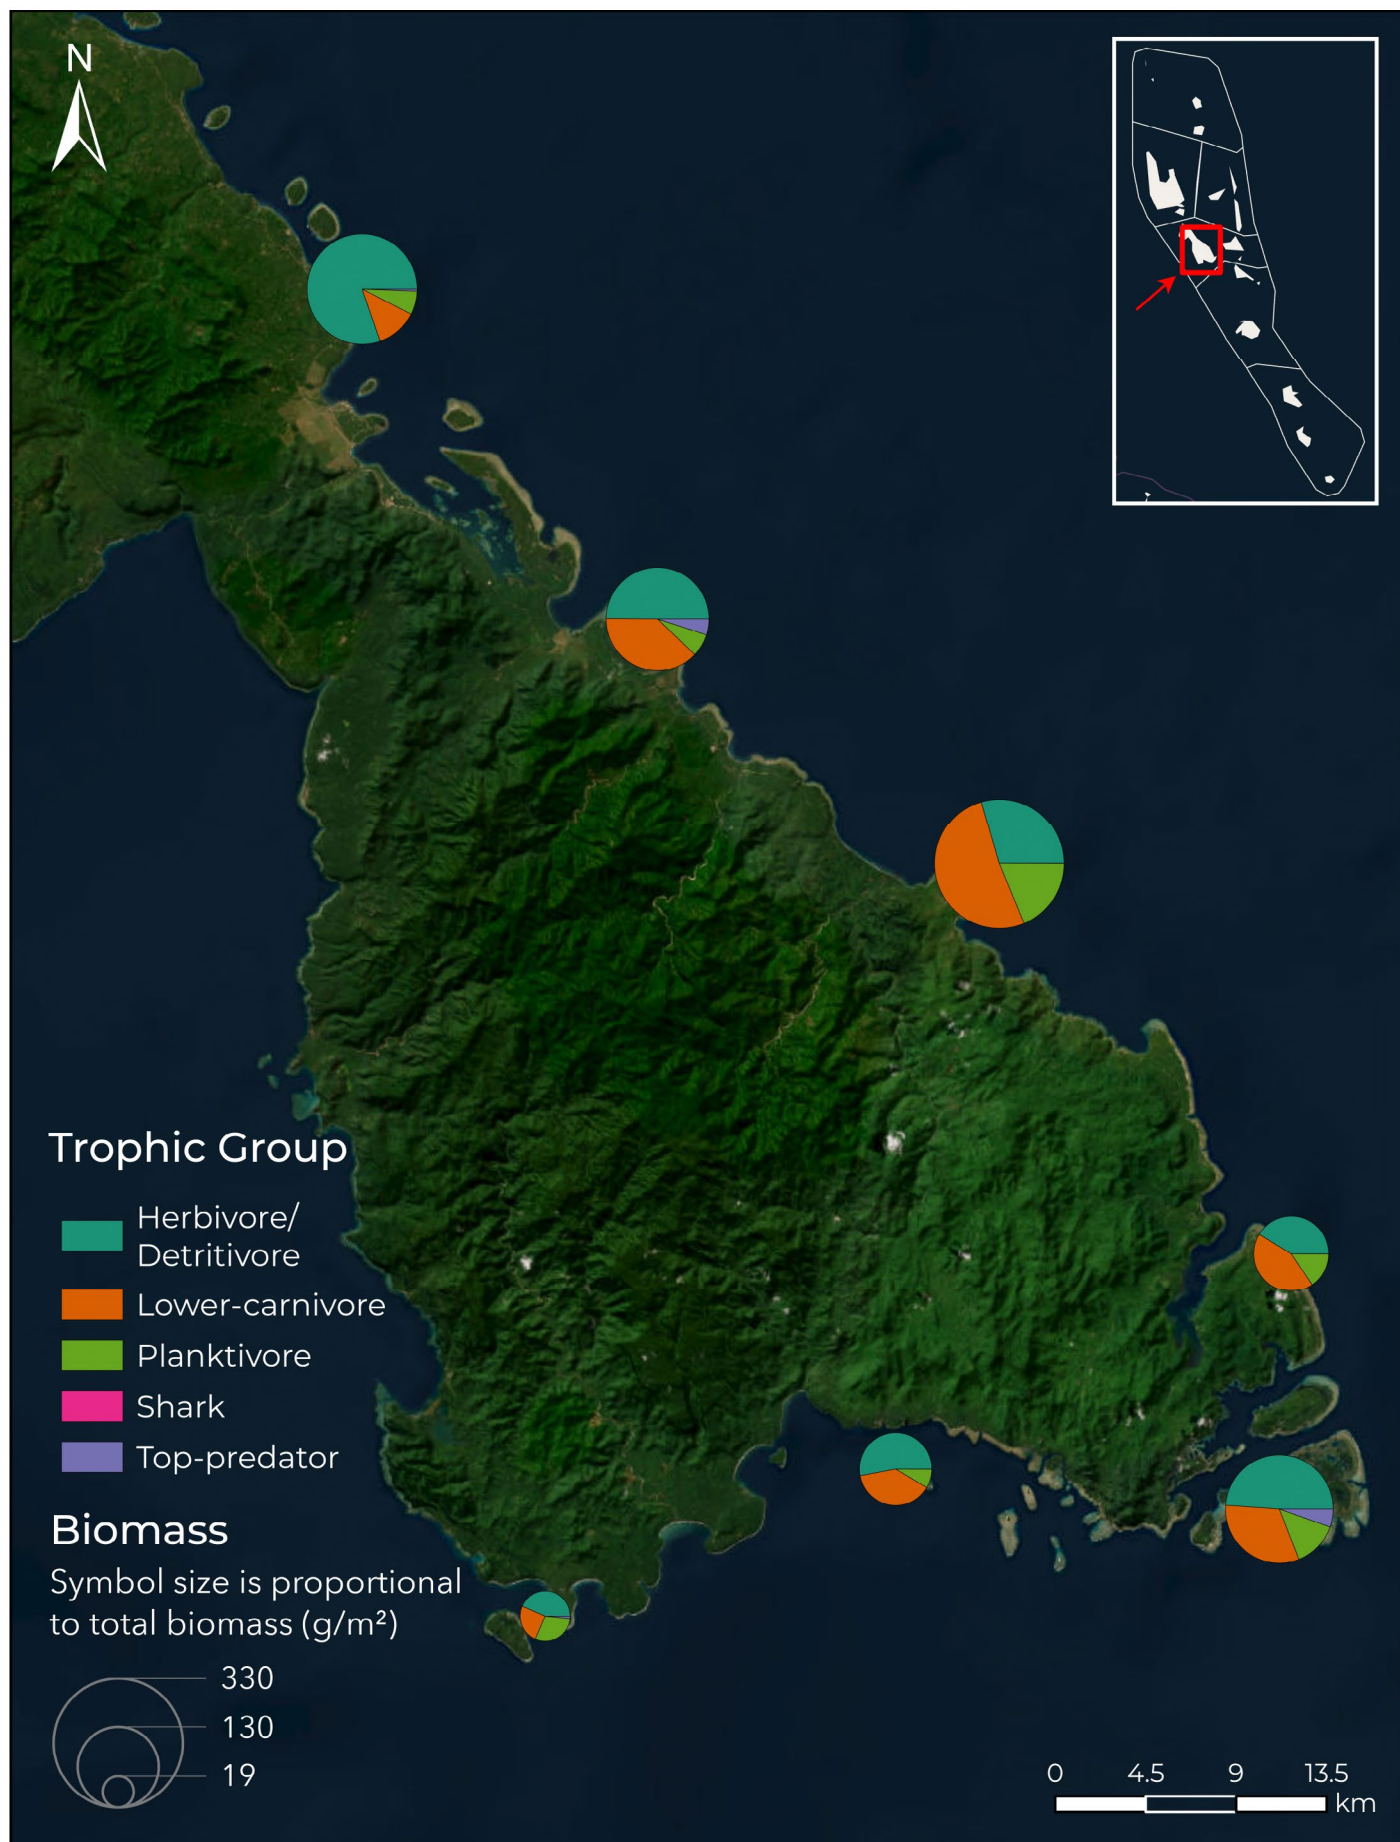 N
Trophic Group
Herbivore/
Detritivore
Lower-carnivore
Planktivore
Shark
Top-predator
Biomass
Symbol size is proportional
to total biomass (g/m²)
330
130
19
0 4.5 9 13.5
km